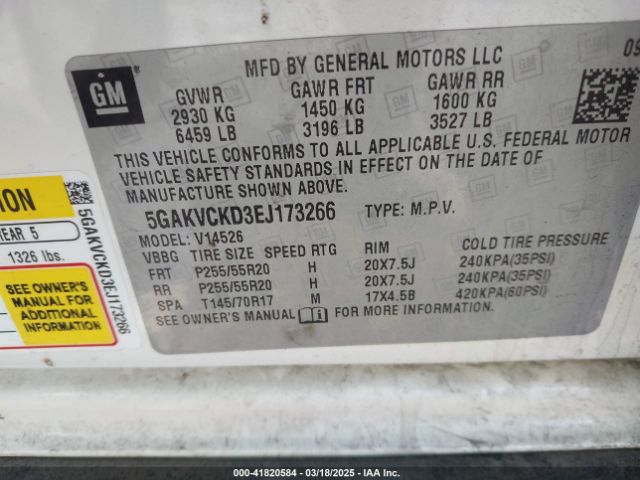 GM
MFD BY GENERAL MOTORS LLC
09
GVWR GAWR FRT GAWR RR
2930 KG 1450 KG 1600 KG
6459 LB 3196 LB 3527 LB
THIS VEHICLE CONFORMS TO ALL APPLICABLE U.S. FEDERAL MOTOR
VEHICLE SAFETY STANDARDS IN EFFECT ON THE DATE OF
MANUFACTURE SHOWN ABOVE.
5GAKVCKD3EJ173266 TYPE: M.P.V.
MODEL: V14526
VBBG TIRE SIZE SPEED RTG RIM COLD TIRE PRESSURE
FRT P255/55R20 H 20X7.5J 240KPA(35PSI)
RR P255/55R20 H 20X7.5J 240KPA(35PSI)
SPA T145/70R17 M 17X4.5B 420KPA(60PSI)
SEE OWNER'S MANUAL FOR MORE INFORMATION.
EAR 5
1326 lbs.
SEE OWNER'S
MANUAL FOR
ADDITIONAL
INFORMATION
5GAKVCKD3EJ173266
000-41820584 - 03/18/2025 - IAA Inc.